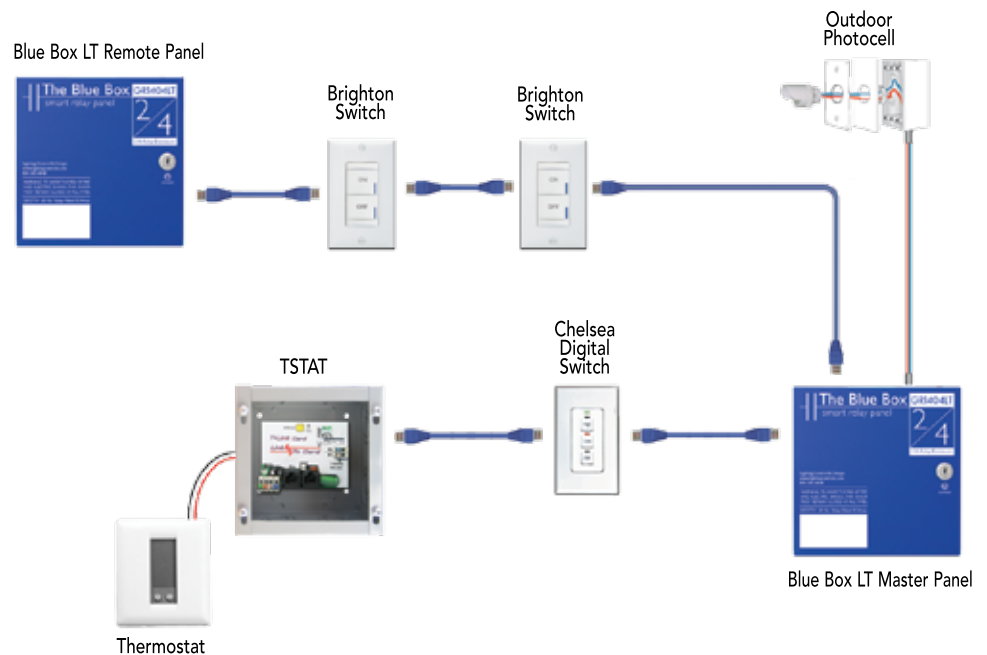 Outdoor
Photocell
Blue Box LT Remote Panel
The Blue Box GR2404LT
smart relay panel
2/4
Brighton
Switch
ON
OFF
Brighton
Switch
ON
OFF
Chelsea
Digital
Switch
TSTAT
The Blue Box GR2404LT
smart relay panel
2/4
Blue Box LT Master Panel
Thermostat